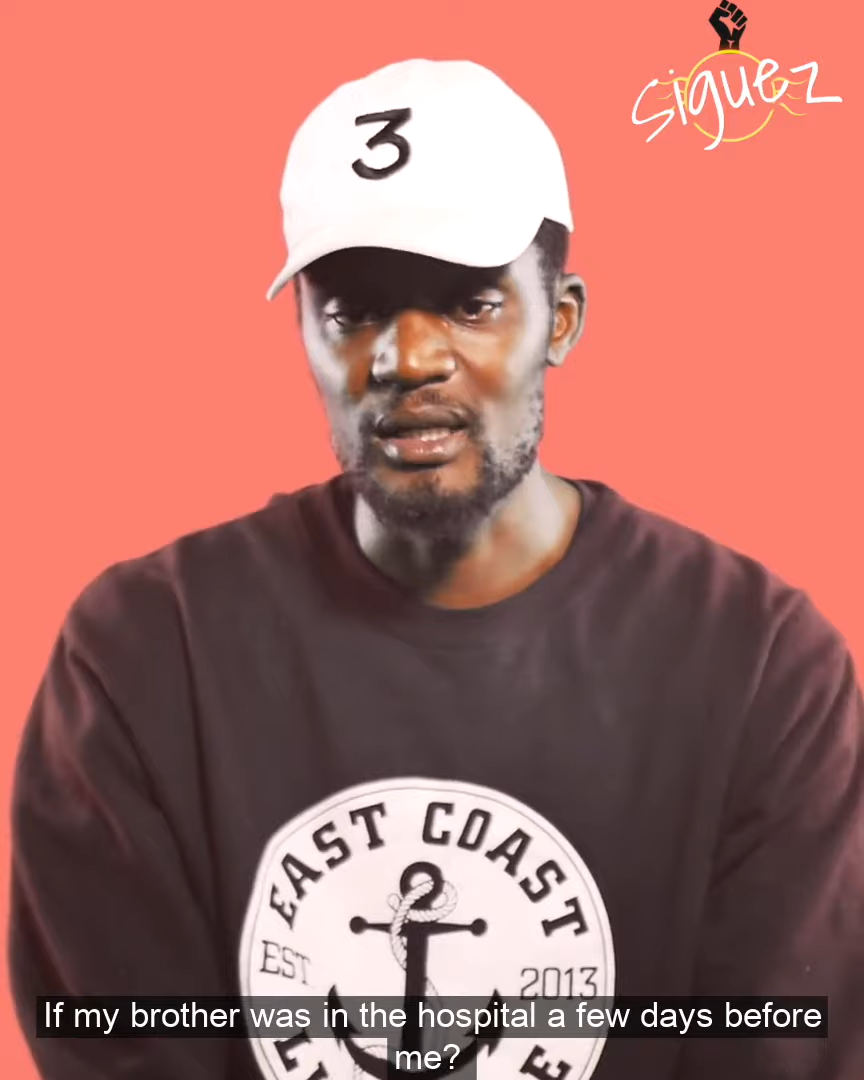 Siguez
3
EAST COAST
EST.
2013
If my brother was in the hospital a few days before
me?